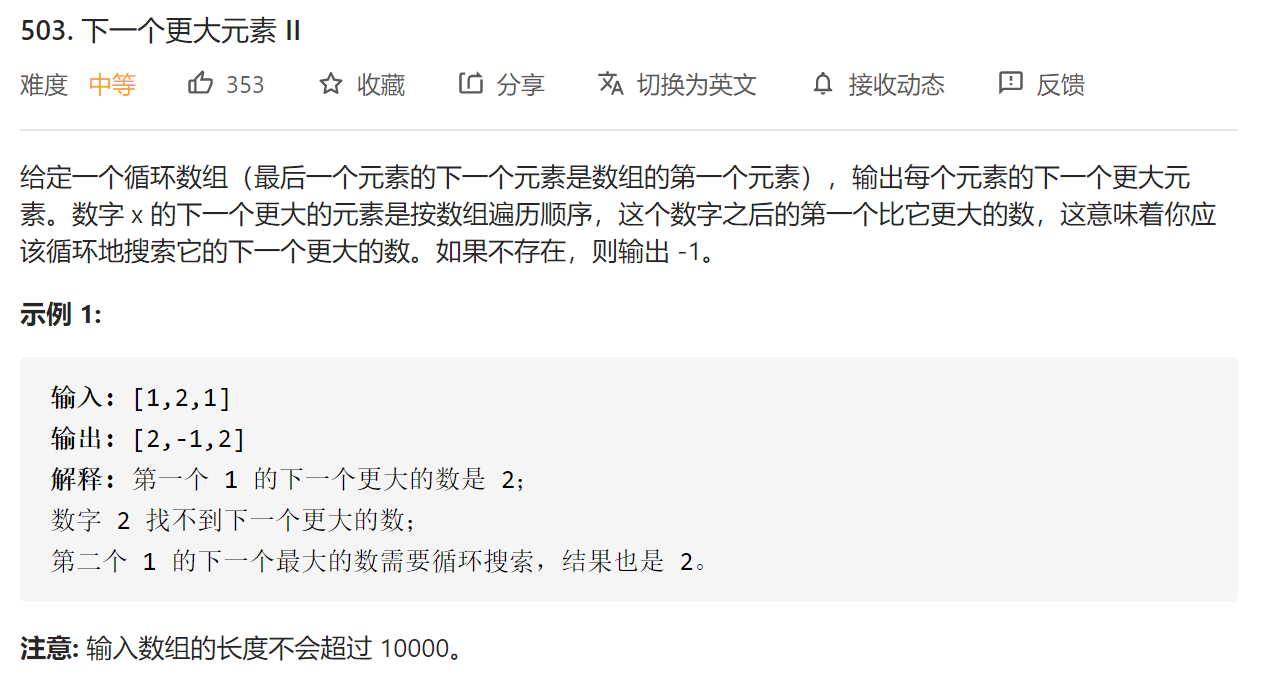 503. 下一个更大元素 II
难度 中等 353 收藏 分享 切换为英文 接收动态 反馈
给定一个循环数组（最后一个元素的下一个元素是数组的第一个元素），输出每个元素的下一个更大元
素。数字 x 的下一个更大的元素是按数组遍历顺序，这个数字之后的第一个比它更大的数，这意味着你应
该循环地搜索它的下一个更大的数。如果不存在，则输出 -1。
示例 1:
输入: [1,2,1]
输出: [2,-1,2]
解释: 第一个 1 的下一个更大的数是 2；
数字 2 找不到下一个更大的数；
第二个 1 的下一个最大的数需要循环搜索，结果也是 2。
注意: 输入数组的长度不会超过 10000。